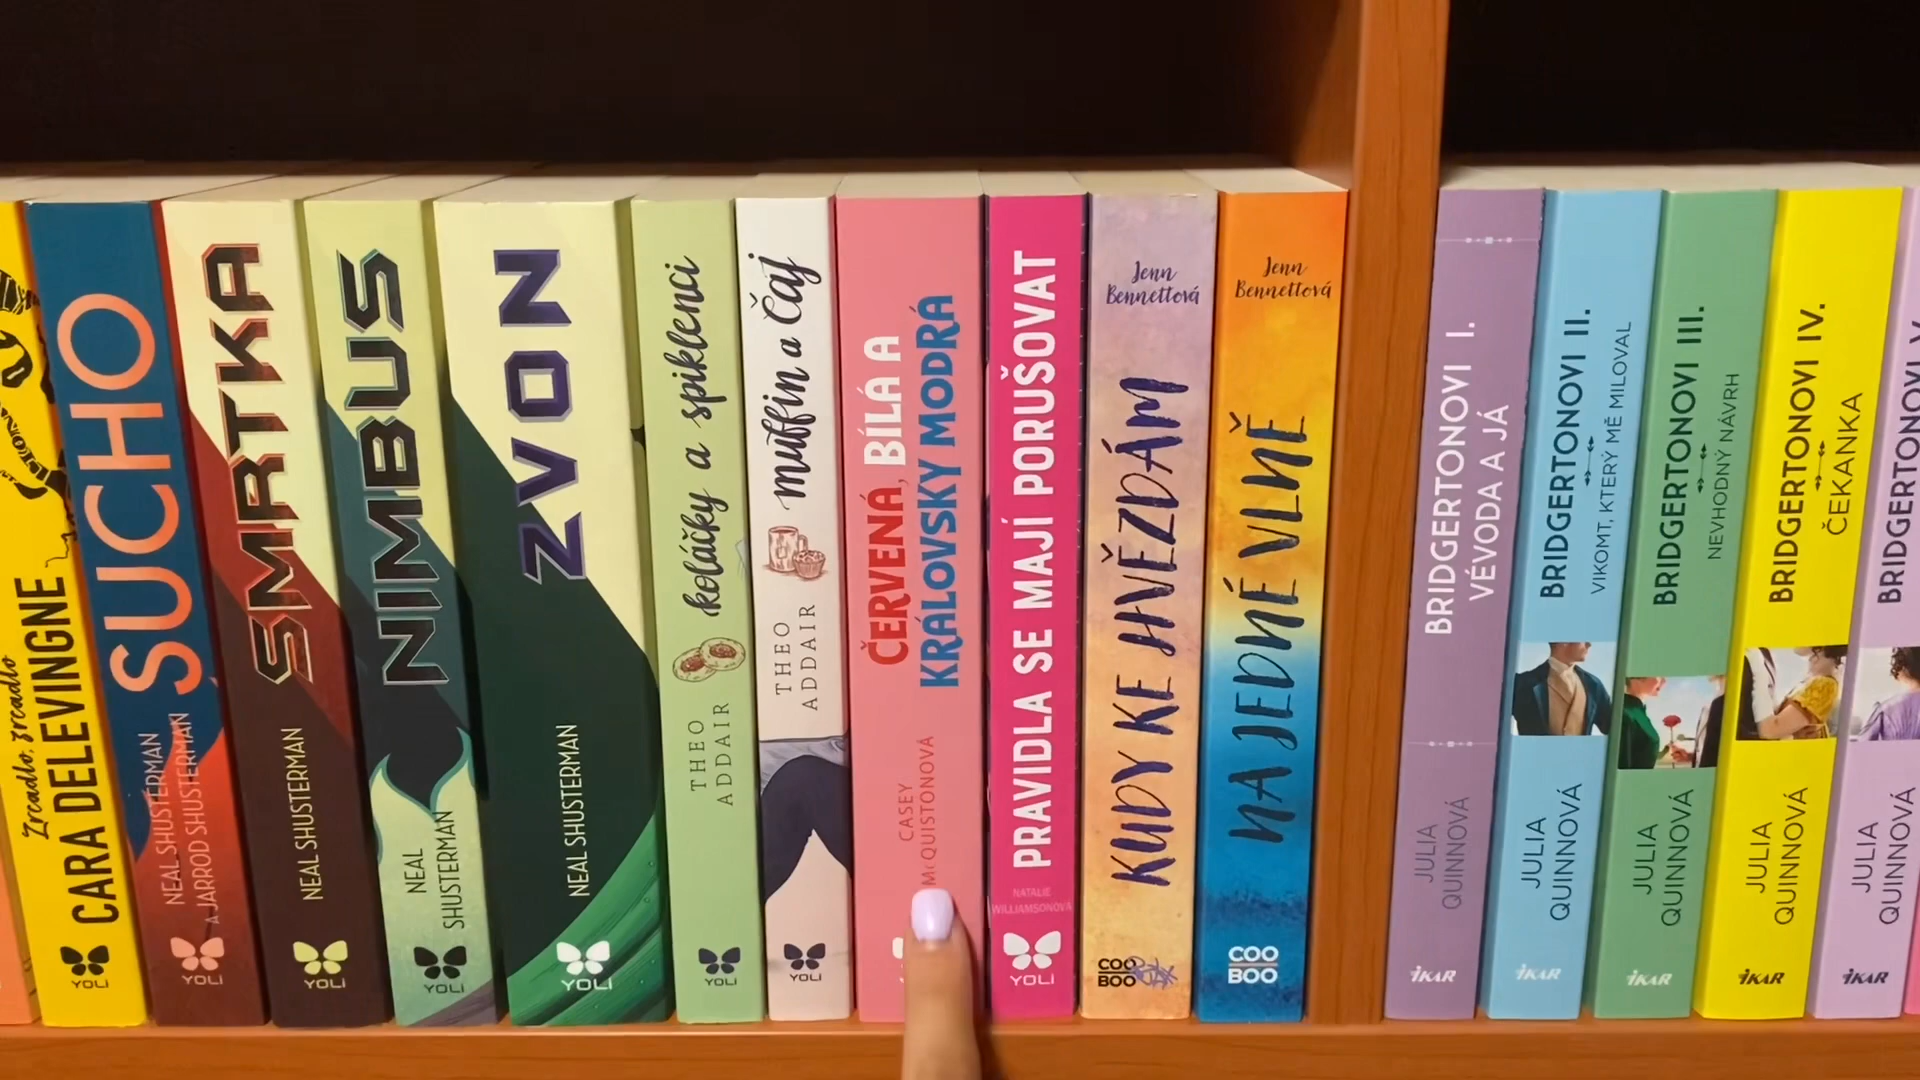 Zrcadlo, zrcadlo
CARA DELEVINGNE
YOLi
SUCHO
NEAL SHUSTERMAN
A JARROD SHUSTERMAN
YOLi
SMRTKA
NEAL SHUSTERMAN
YOLi
NIMBUS
NEAL
SHUSTERMAN
YOLi
ZVON
NEAL SHUSTERMAN
YOLi
koláčky a spiklenci
THEO
ADDAIR
YOLi
muffin a Čaj
THEO
ADDAIR
YOLi
ČERVENÁ, BÍLÁ A
KRÁLOVSKY MODRÁ
CASEY
McQUISTONOVÁ
PRAVIDLA SE MAJÍ PORUŠOVAT
NATALIE
WILLIAMSONOVÁ
YOLi
Jenn
Bennettová
KUDY KE HVĚZDÁM
COO
BOO
Jenn
Bennettová
NA JEDNÉ VLNĚ
COO
BOO
BRIDGERTONOVI I.
VÉVODA A JÁ
JULIA
QUINNOVÁ
iKAR
BRIDGERTONOVI II.
VIKOMT, KTERÝ MĚ MILOVAL
JULIA
QUINNOVÁ
iKAR
BRIDGERTONOVI III.
NEVHODNÝ NÁVRH
JULIA
QUINNOVÁ
iKAR
BRIDGERTONOVI IV.
ČEKANKA
JULIA
QUINNOVÁ
iKAR
BRIDGERTONOVI V
JULIA
QUINNOVÁ
iKAR